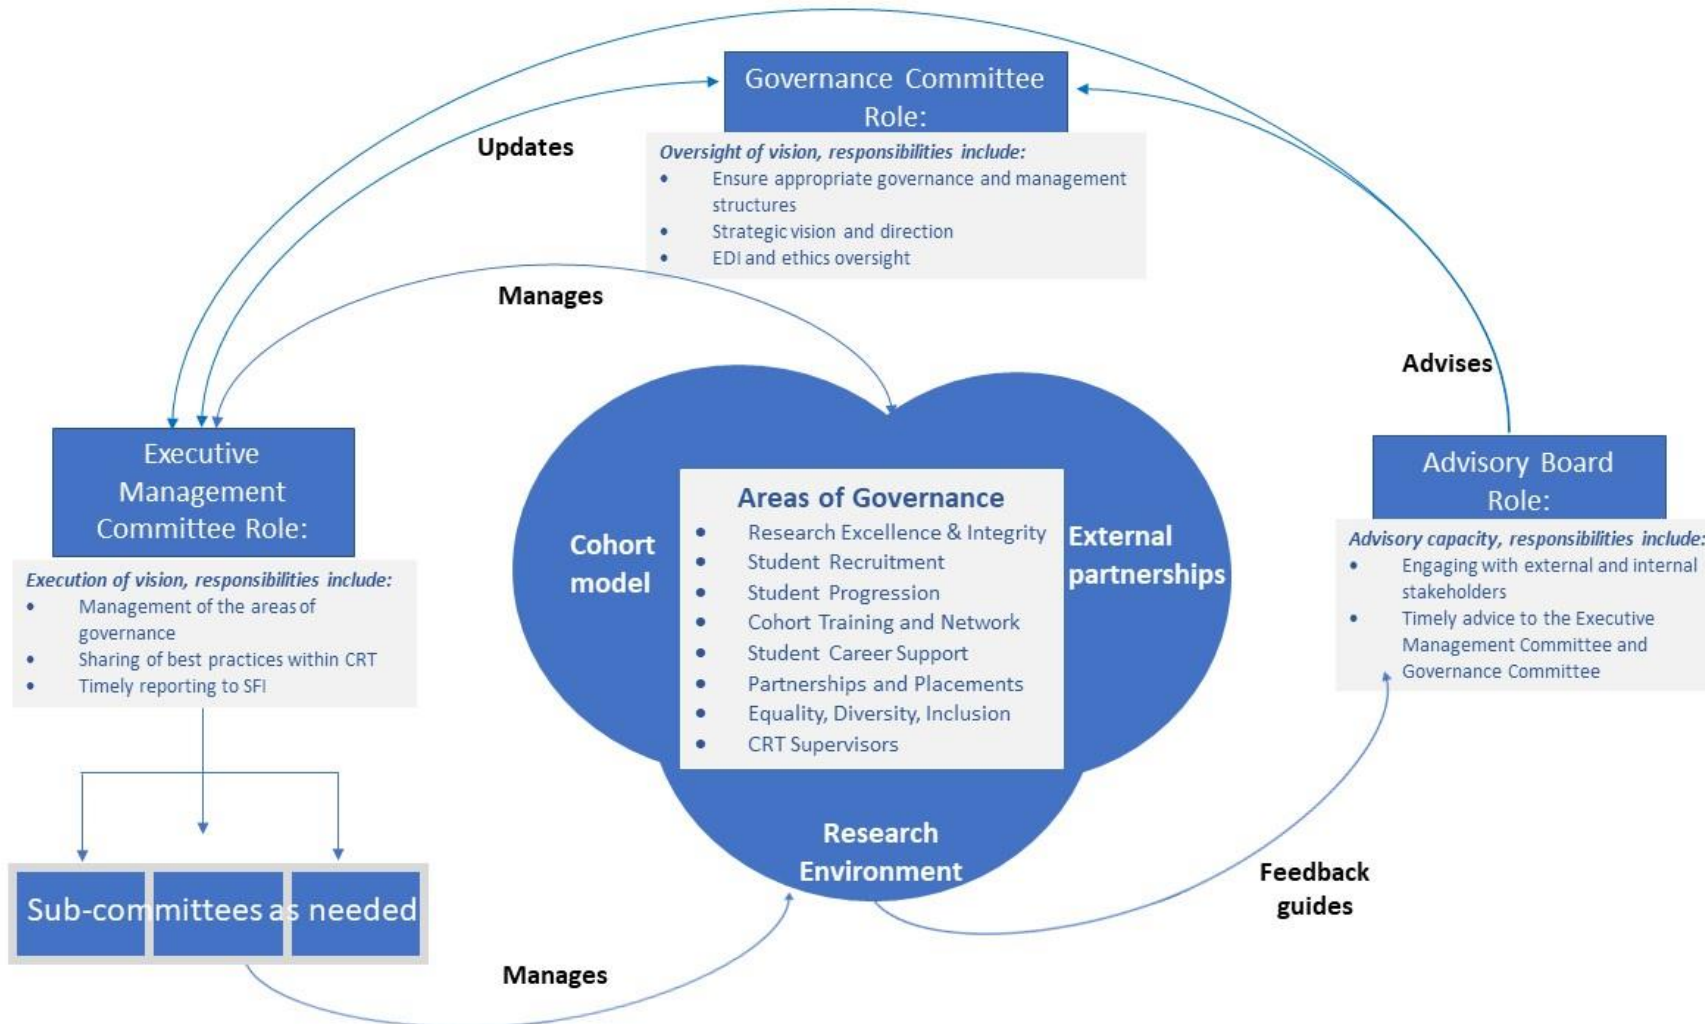 Governance Committee
Role:
Oversight of vision, responsibilities include:
• Ensure appropriate governance and management
structures
• Strategic vision and direction
• EDI and ethics oversight
Updates
Manages
Advises
Executive
Management
Committee Role:
Execution of vision, responsibilities include:
• Management of the areas of
governance
• Sharing of best practices within CRT
• Timely reporting to SFI
Cohort
model
Areas of Governance
• Research Excellence & Integrity
• Student Recruitment
• Student Progression
• Cohort Training and Network
• Student Career Support
• Partnerships and Placements
• Equality, Diversity, Inclusion
• CRT Supervisors
External
partnerships
Research
Environment
Advisory Board
Role:
Advisory capacity, responsibilities include:
• Engaging with external and internal
stakeholders
• Timely advice to the Executive
Management Committee and
Governance Committee
Sub-committees as needed
Manages
Feedback
guides